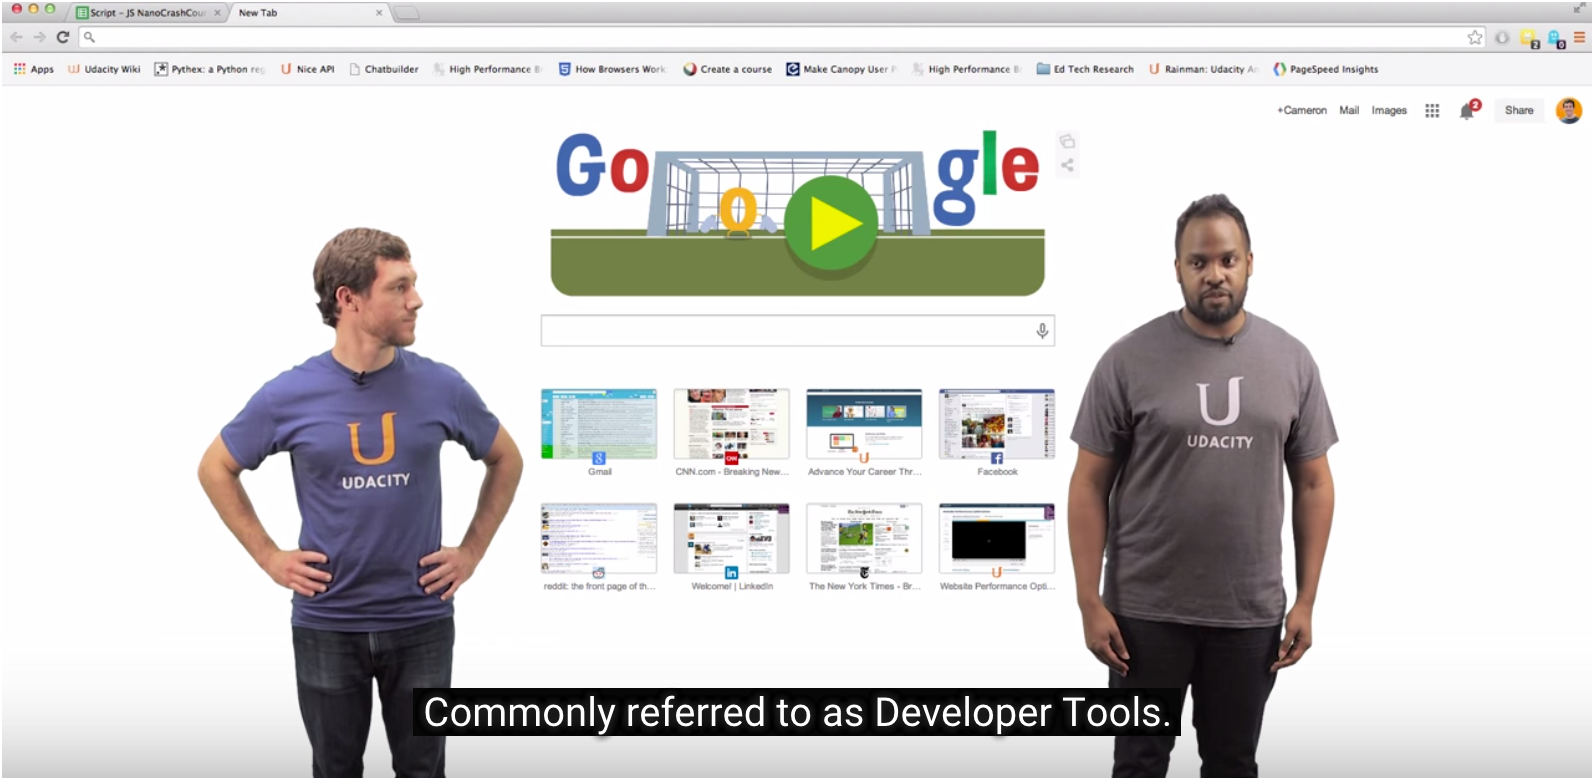 Script – JS NanoCrashCour
New Tab
Apps
Udacity Wiki
Pythex: a Python reg
Nice API
Chatbuilder
High Performance B
How Browsers Work
Create a course
Make Canopy User P
High Performance B
Ed Tech Research
Rainman: Udacity An
PageSpeed Insights
+Cameron Mail Images
2
Share
Google
UDACITY
UDACITY
Gmail
CNN.com - Breaking New...
Advance Your Career Thr...
Facebook
reddit: the front page of th...
Welcome! | LinkedIn
The New York Times - Br...
Website Performance Opti...
Commonly referred to as Developer Tools.